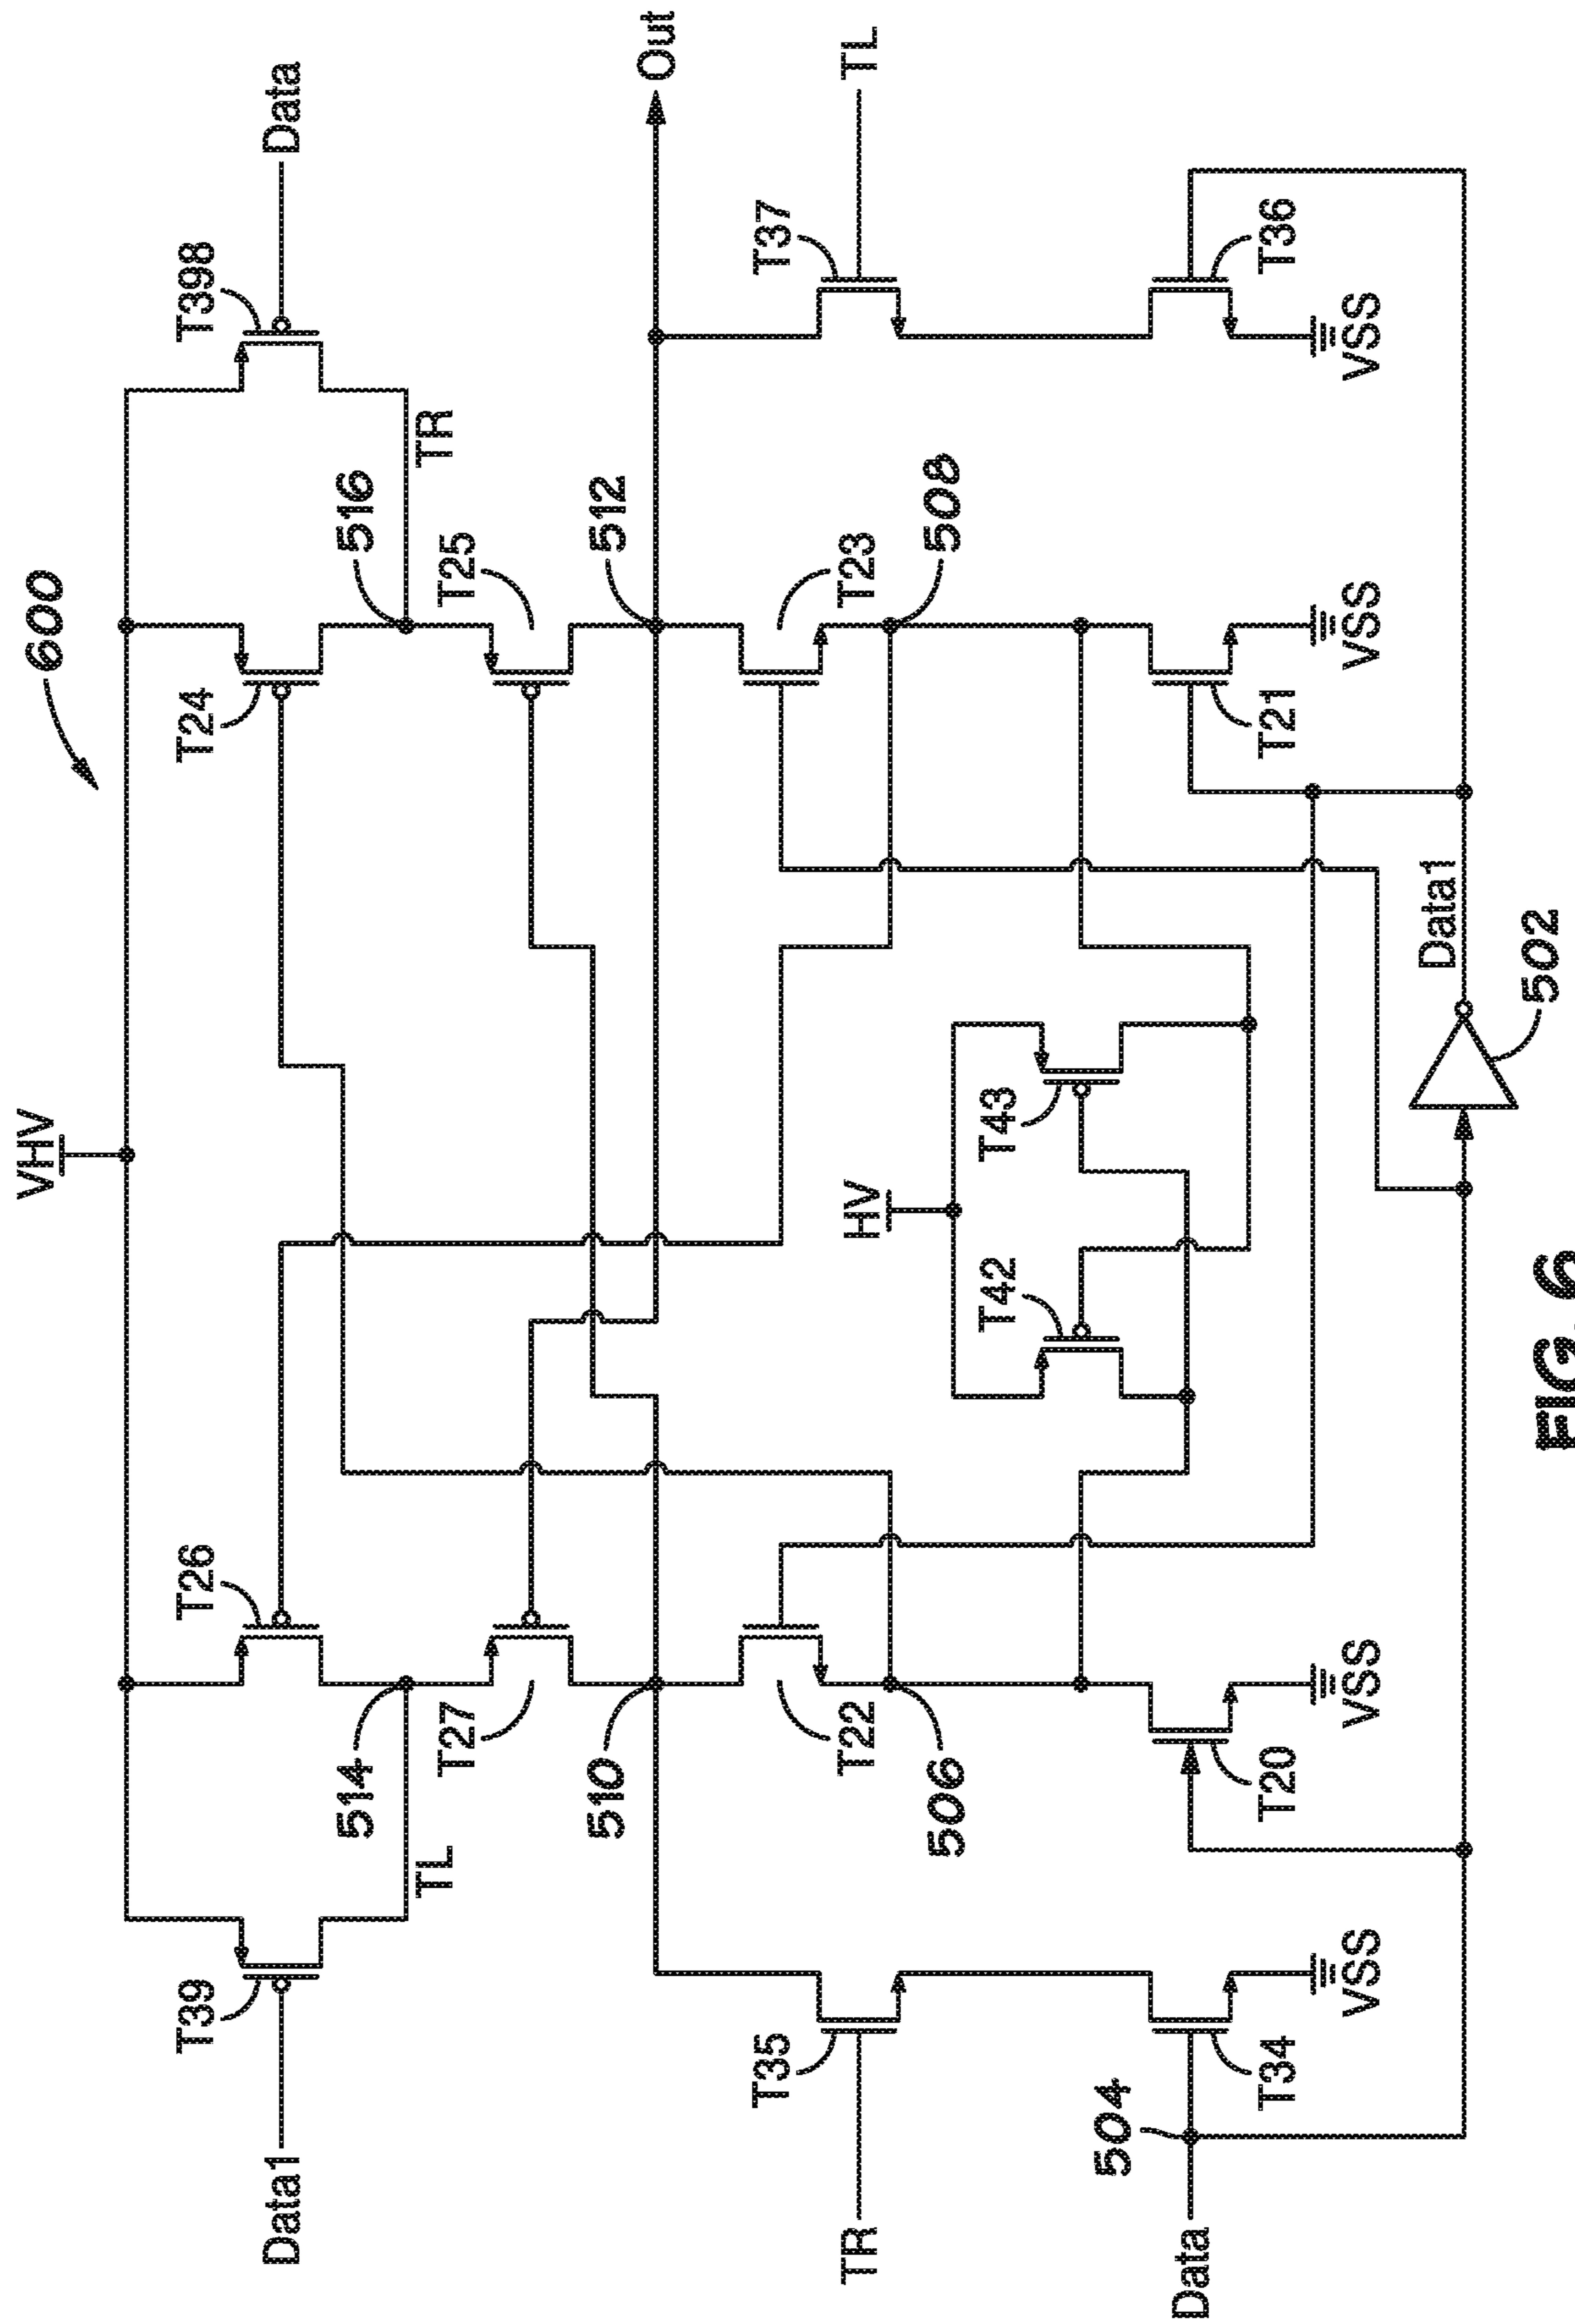 600
VHV
T39
T26
T24
T398
Data1
Data
514
516
TL
TR
T27
T25
510
512
Out
T35
T22
T23
T37
TR
HV
TL
506
508
T42
T43
504
Data
T34
T20
T21
T36
VSS
VSS
VSS
VSS
Data1
502
FIG. 6